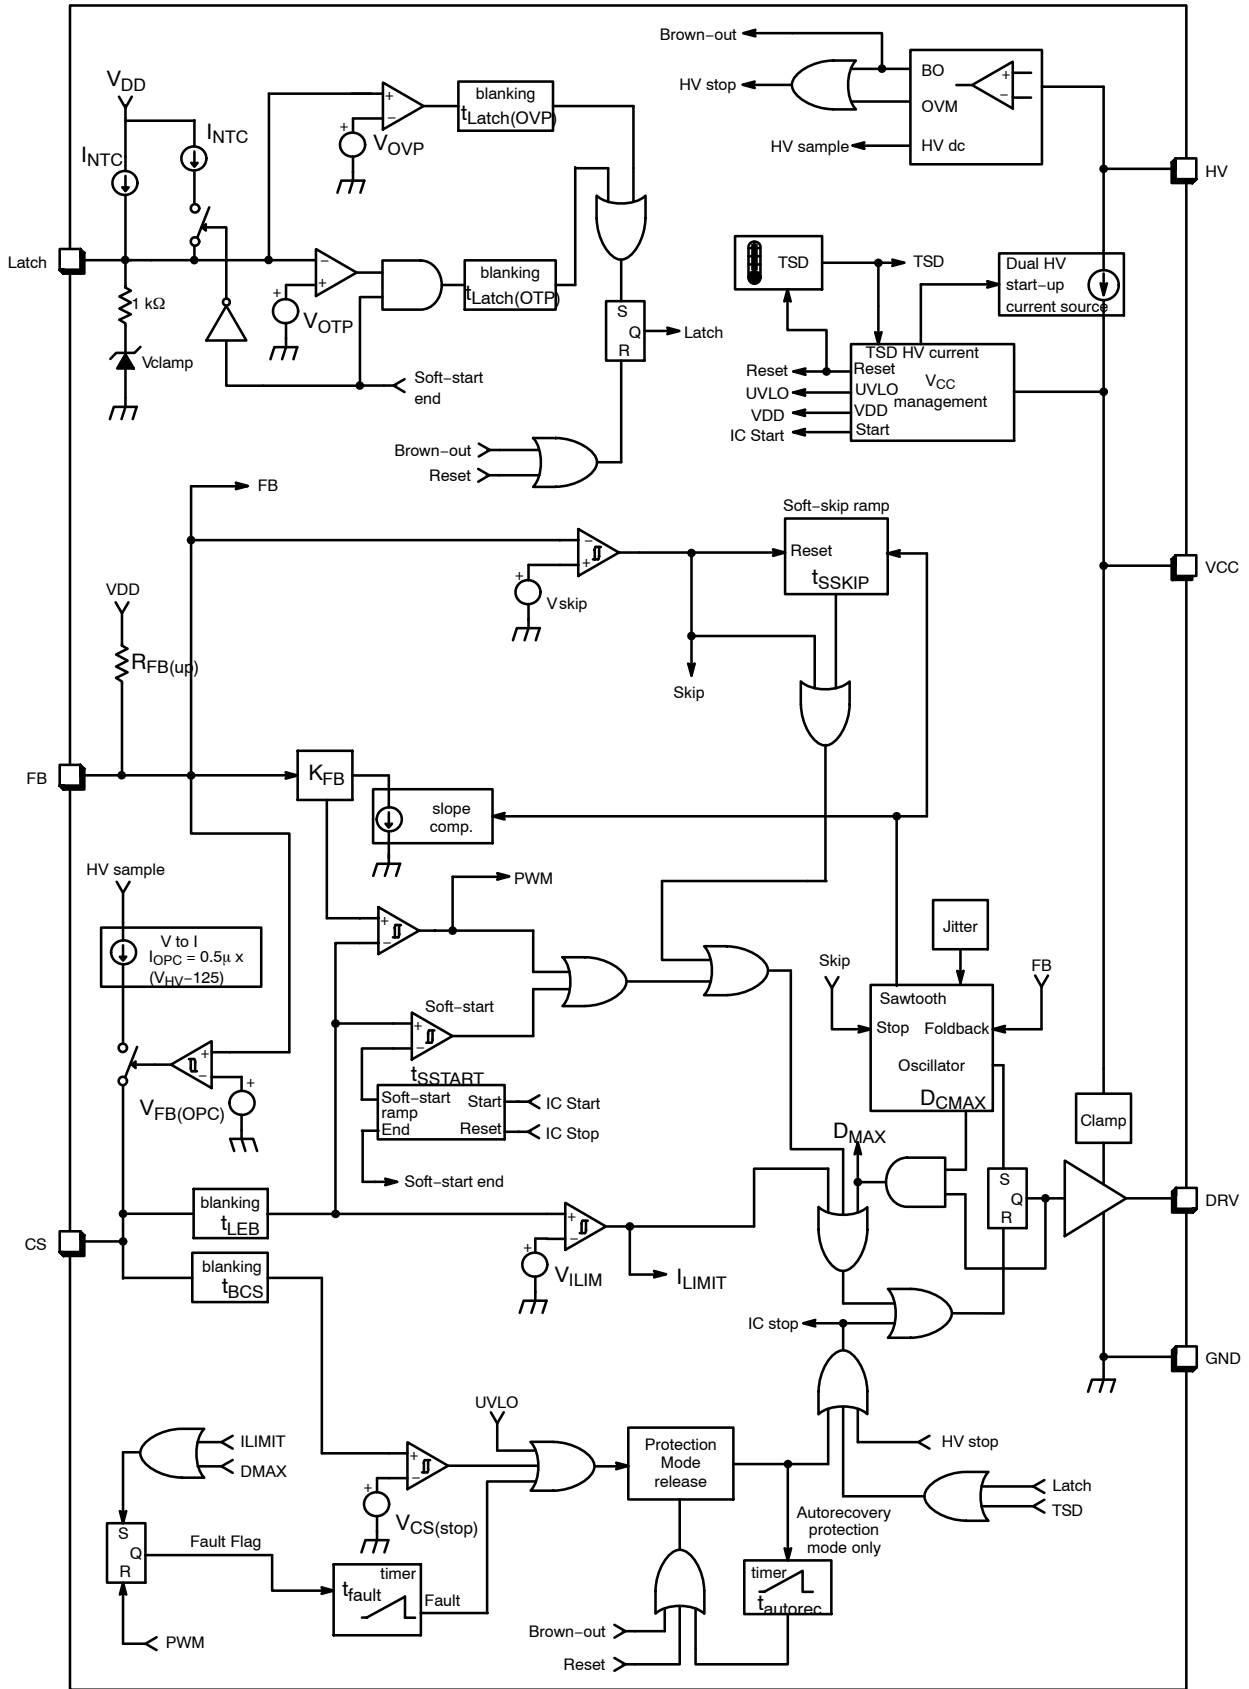 Brown-out
BO
+
−
HV stop
OVM
HV sample
HV dc
HV
VDD
INTC
INTC
+
−
+
VOVP
blanking
tLatch(OVP)
Latch
−
+
+
VOTP
blanking
tLatch(OTP)
1 kΩ
Vclamp
Soft-start
end
S
Q
R
Latch
TSD
TSD
Dual HV
start-up
current source
TSD HV current
Reset
Reset
UVLO
UVLO
VCC
management
VDD
VDD
IC Start
Start
Brown-out
Reset
FB
Soft-skip ramp
−
+
+
Vskip
Reset
tSSKIP
VCC
VDD
RFB(up)
Skip
FB
KFB
slope
comp.
HV sample
PWM
V to I
IOPC = 0.5μ x
(VHV−125)
+
−
Jitter
Skip
FB
Sawtooth
Stop
Foldback
Oscillator
DCMAX
Soft-start
+
−
tSSTART
Soft-start
ramp
End
Start
Reset
IC Start
IC Stop
Soft-start end
+
−
+
VFB(OPC)
DMAX
Clamp
S
Q
R
DRV
blanking
tLEB
CS
blanking
tBCS
+
−
+
VILIM
ILIMIT
IC stop
GND
UVLO
ILIMIT
DMAX
+
−
+
VCS(stop)
Protection
Mode
release
HV stop
Latch
TSD
Autorecovery
protection
mode only
S
Q
R
Fault Flag
timer
tfault
Fault
timer
tautorec
PWM
Brown-out
Reset